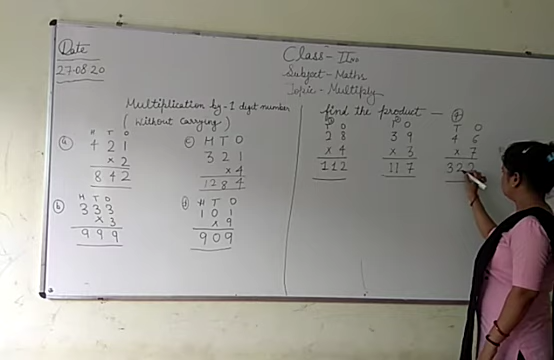 Date
27-08-20
Class - II
Subject - Maths
Topic - Multiply
Multiplication by - 1 digit number
( Without Carrying )
a
H T O
4 2 1
x 2
8 4 2
b
H T O
3 3 3
x 3
9 9 9
c
H T O
3 2 1
x 4
1 2 8 4
d
H T O
1 0 1
x 9
9 0 9
find the product —
T O
2 8
x 4
1 1 2
T O
3 9
x 3
1 1 7
T O
4 6
x 7
3 2 2